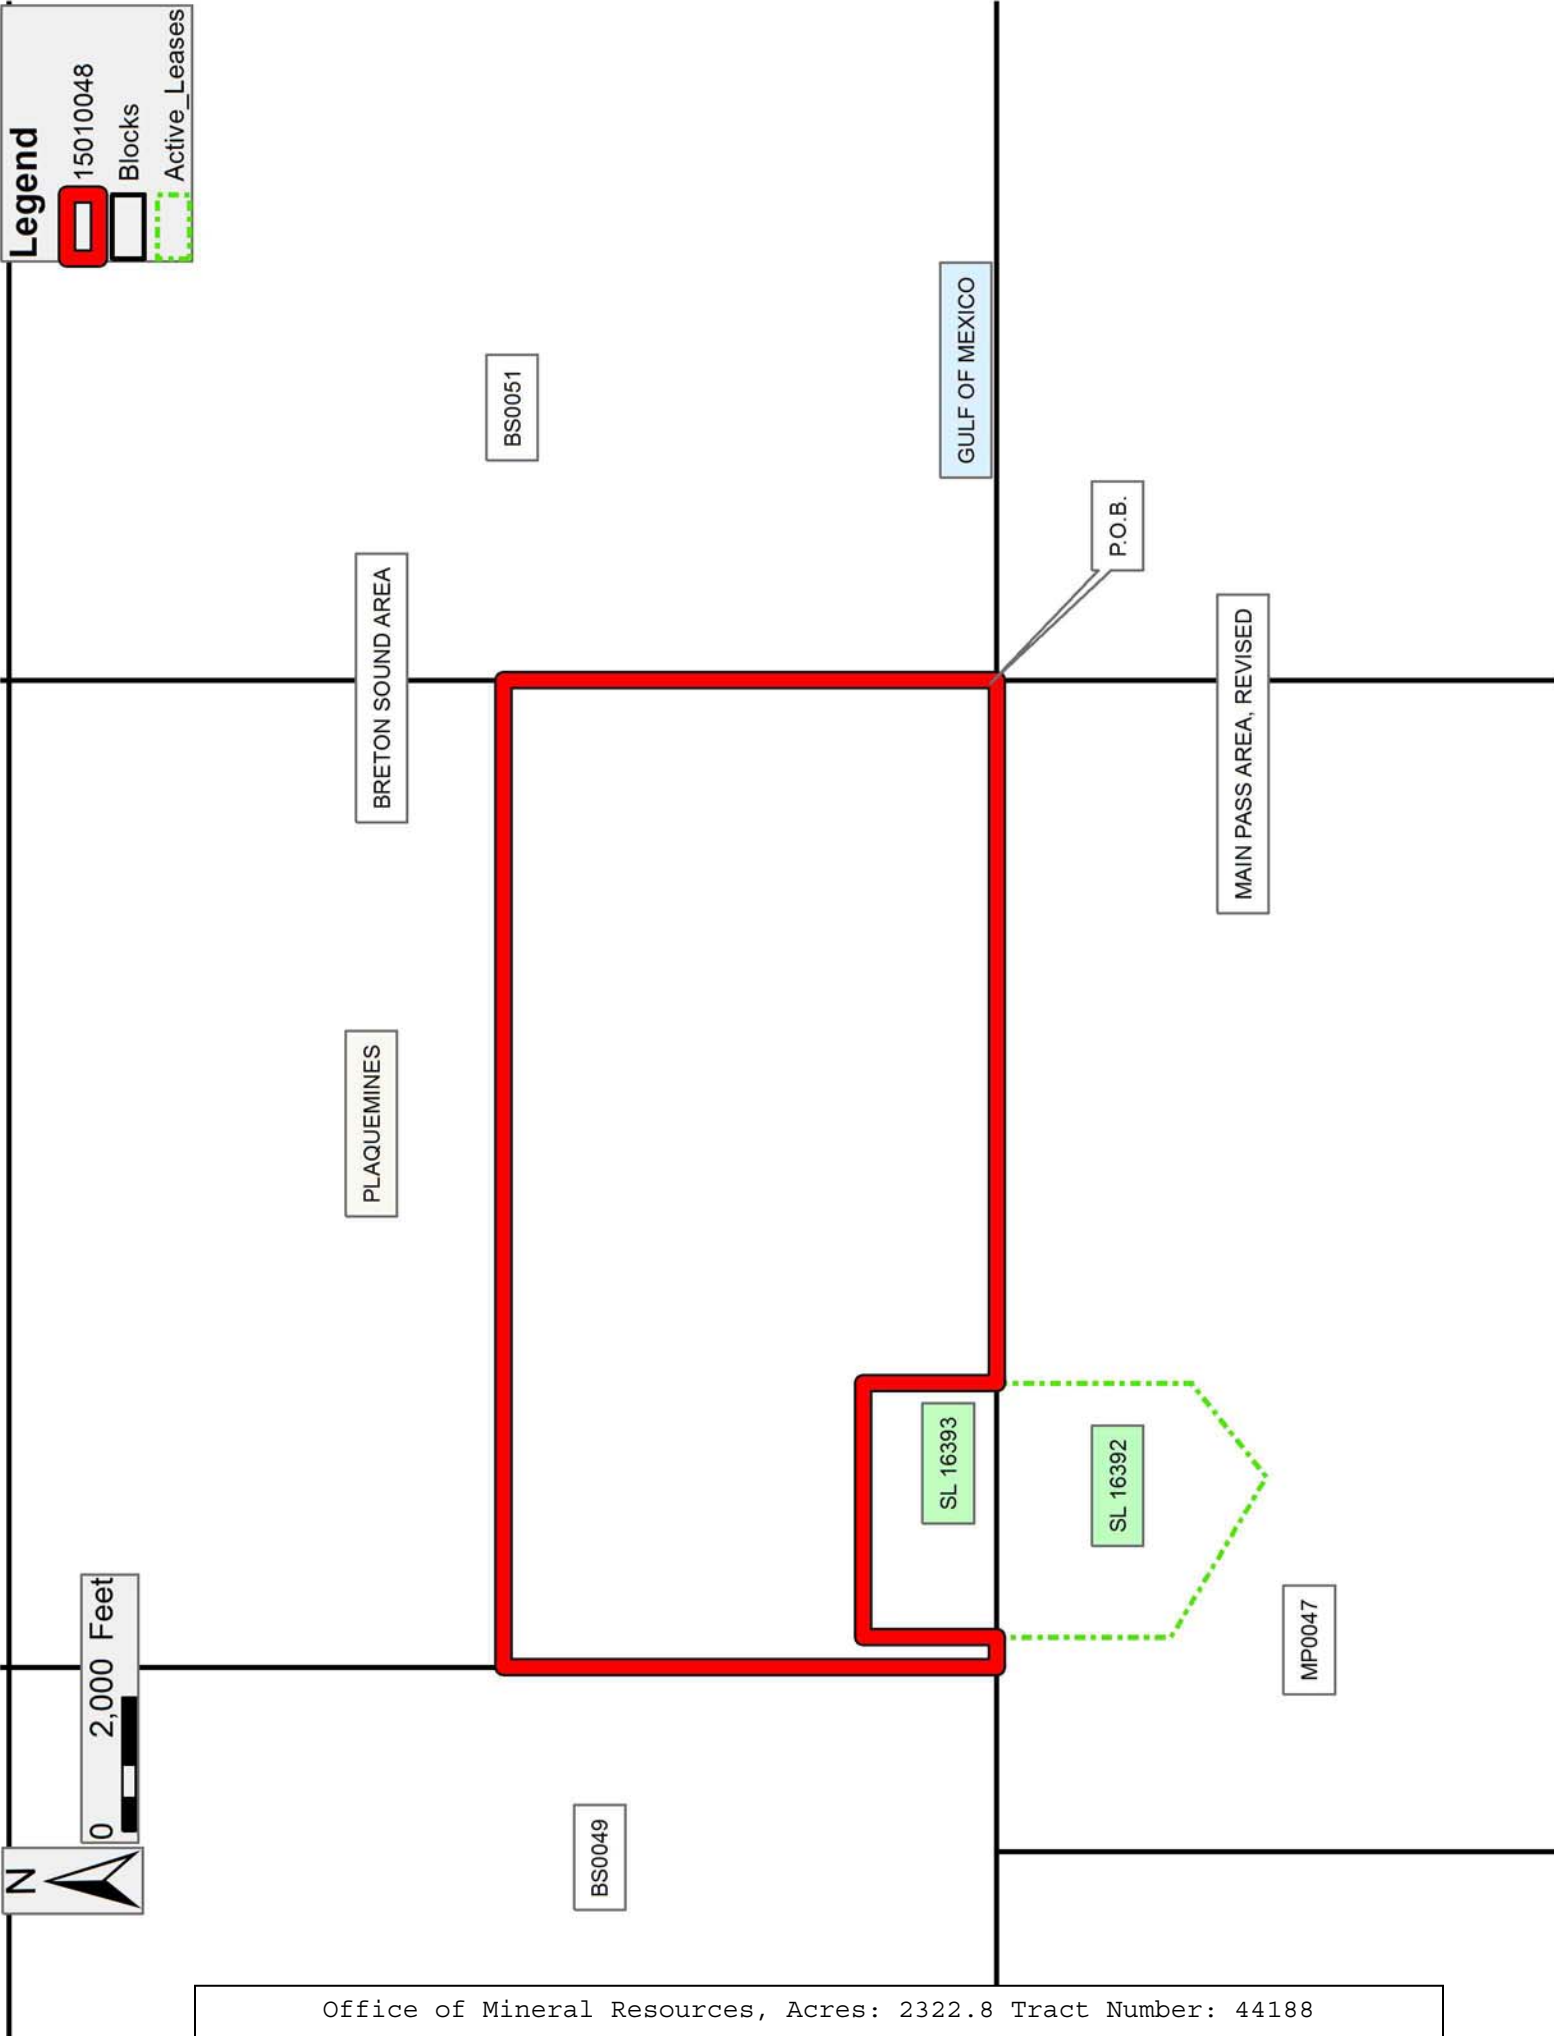 N
0 2,000 Feet
Legend
15010048
Blocks
Active_Leases
PLAQUEMINES
BRETON SOUND AREA
BS0049
BS0051
SL 16393
GULF OF MEXICO
SL 16392
P.O.B.
MP0047
MAIN PASS AREA, REVISED
Office of Mineral Resources, Acres: 2322.8 Tract Number: 44188